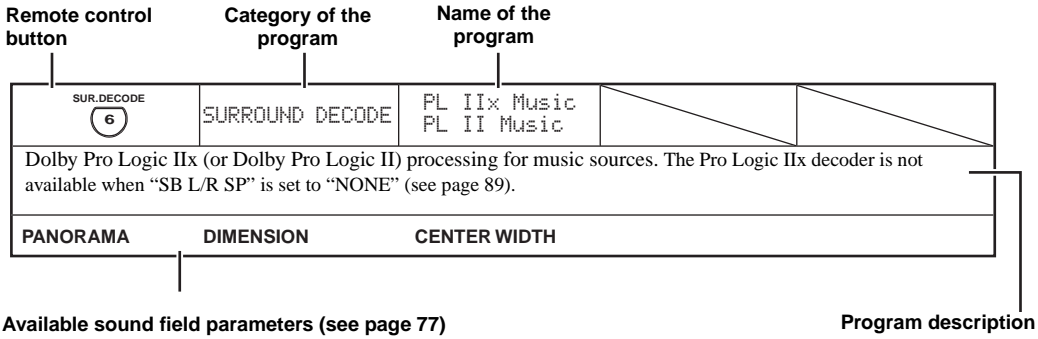 Remote control button
Category of the program
Name of the program
SUR.DECODE
6
SURROUND DECODE
PL IIx Music
PL II Music
Dolby Pro Logic IIx (or Dolby Pro Logic II) processing for music sources. The Pro Logic IIx decoder is not
available when “SB L/R SP” is set to “NONE” (see page 89).
PANORAMA DIMENSION CENTER WIDTH
Available sound field parameters (see page 77)
Program description